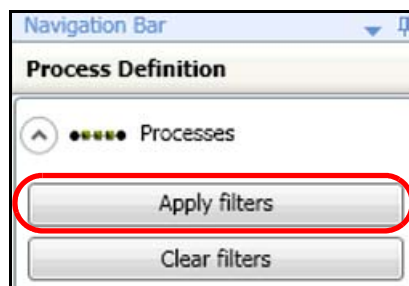 Navigation Bar
Process Definition
Processes
Apply filters
Clear filters